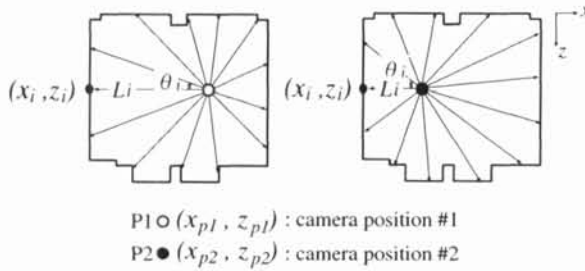 x
z
(xi , zi) Li θi
(xi , zi) θi Li
P1 (xp1 , zp1) : camera position #1
P2 (xp2 , zp2) : camera position #2